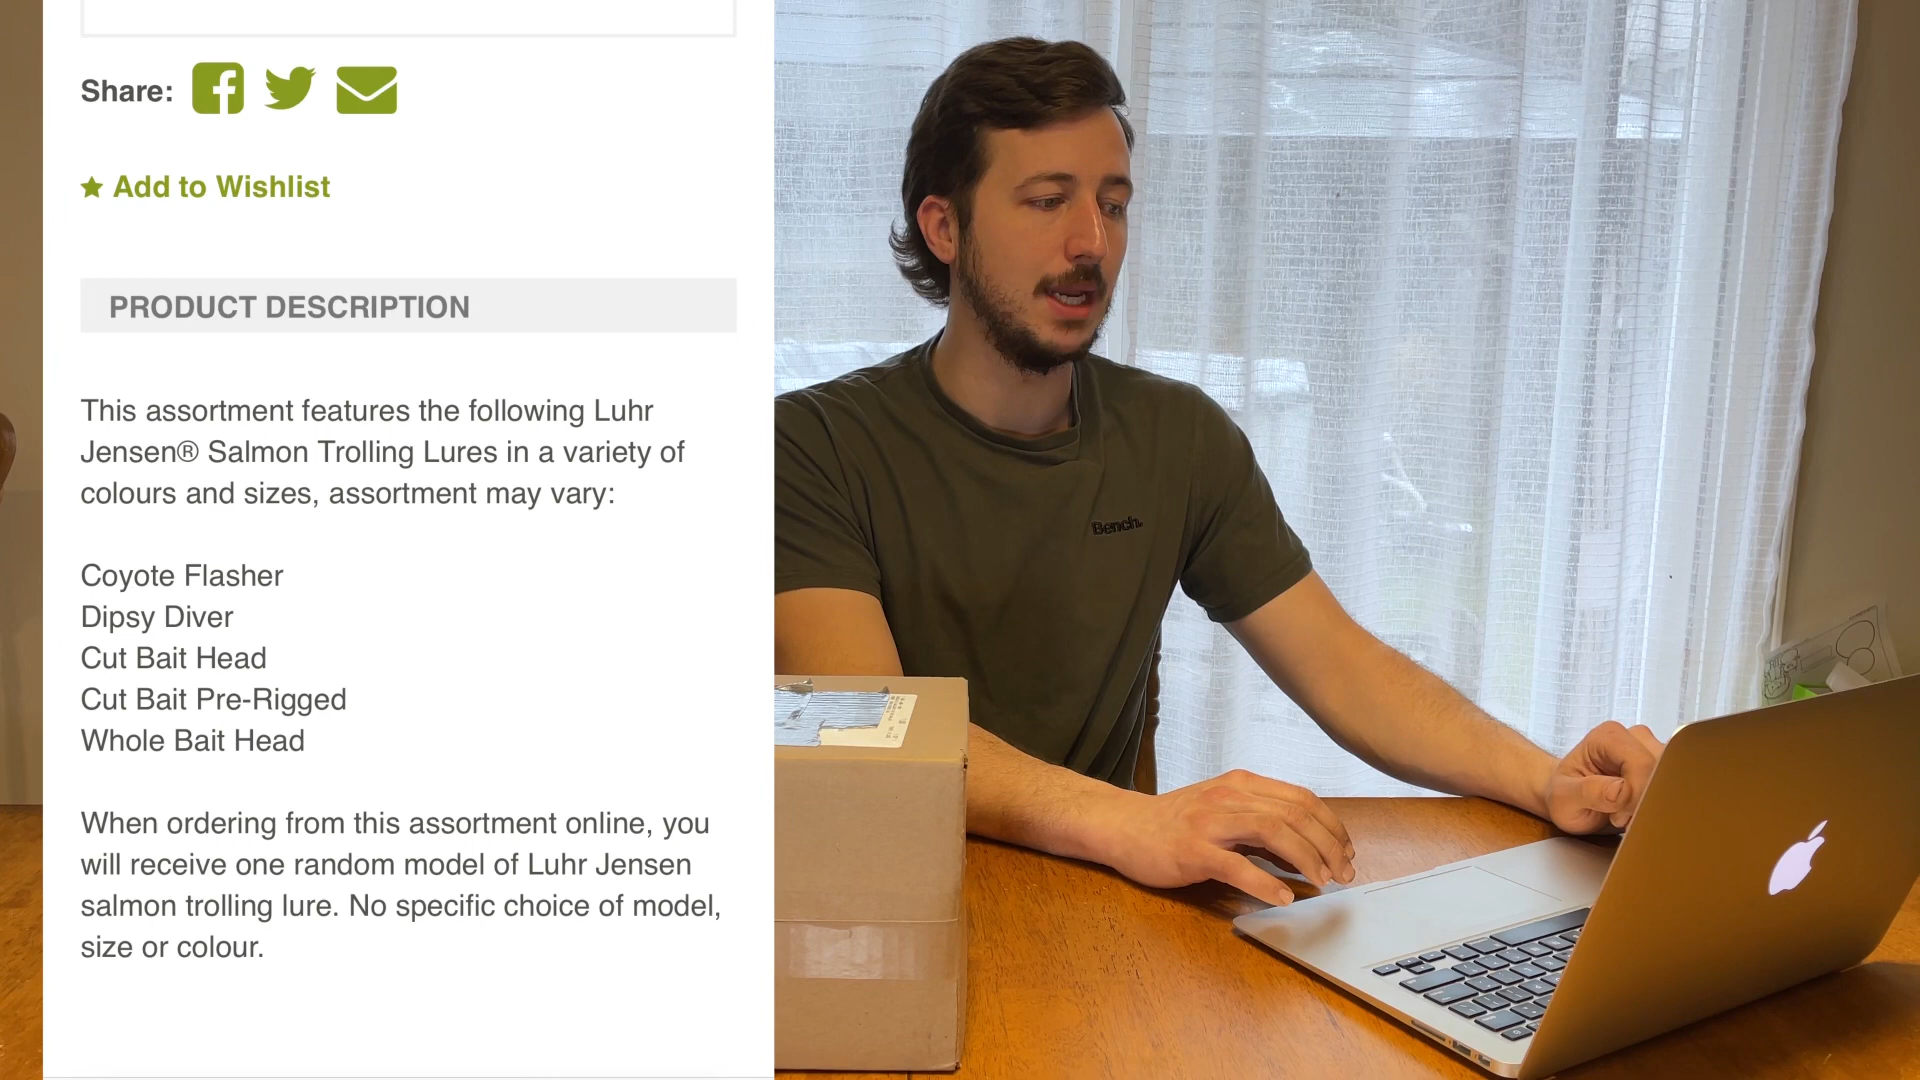 Share:
Add to Wishlist
PRODUCT DESCRIPTION
This assortment features the following Luhr
Jensen® Salmon Trolling Lures in a variety of
colours and sizes, assortment may vary:
Coyote Flasher
Dipsy Diver
Cut Bait Head
Cut Bait Pre-Rigged
Whole Bait Head
When ordering from this assortment online, you
will receive one random model of Luhr Jensen
salmon trolling lure. No specific choice of model,
size or colour.
Bench.